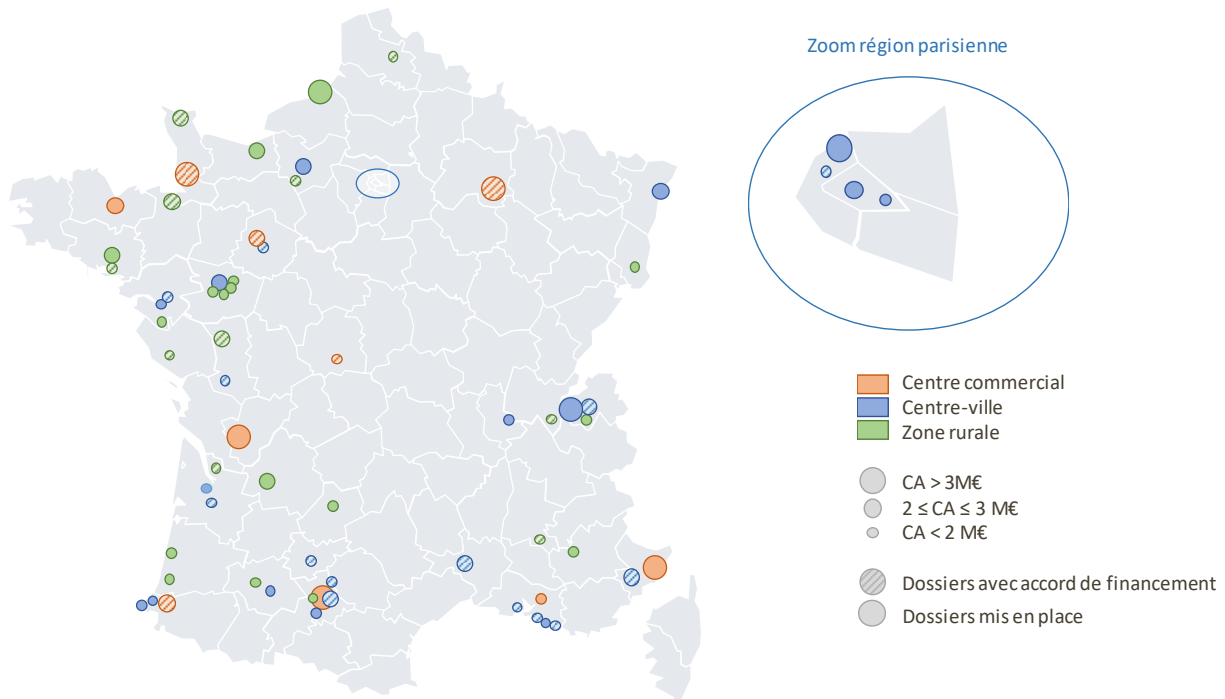 Zoom région parisienne
Centre commercial
Centre-ville
Zone rurale
CA > 3M€
2 ≤ CA ≤ 3 M€
CA < 2 M€
Dossiers avec accord de financement
Dossiers mis en place